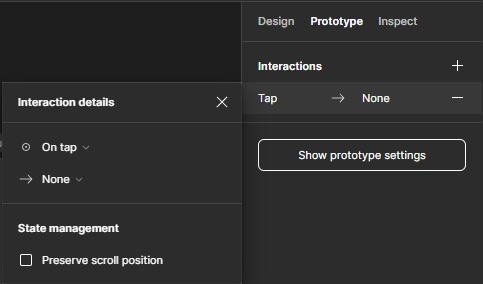 Design Prototype Inspect
Interactions
Tap None
Interaction details
On tap
None
Show prototype settings
State management
Preserve scroll position